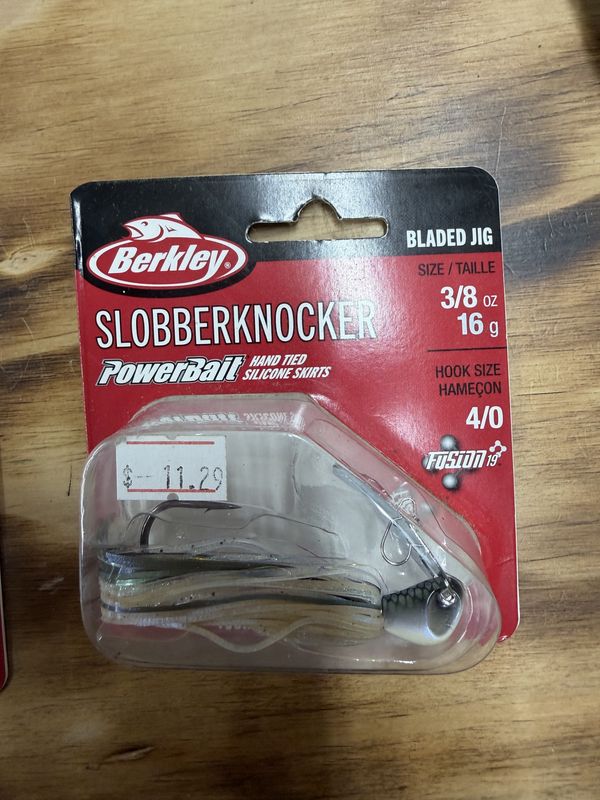 Berkley®
BLADED JIG
SIZE / TAILLE
3/8 oz
16 g
SLOBBERKNOCKER
PowerBait HAND TIED
SILICONE SKIRTS
HOOK SIZE
HAMEÇON
4/0
FUSION19
$-- 11.29